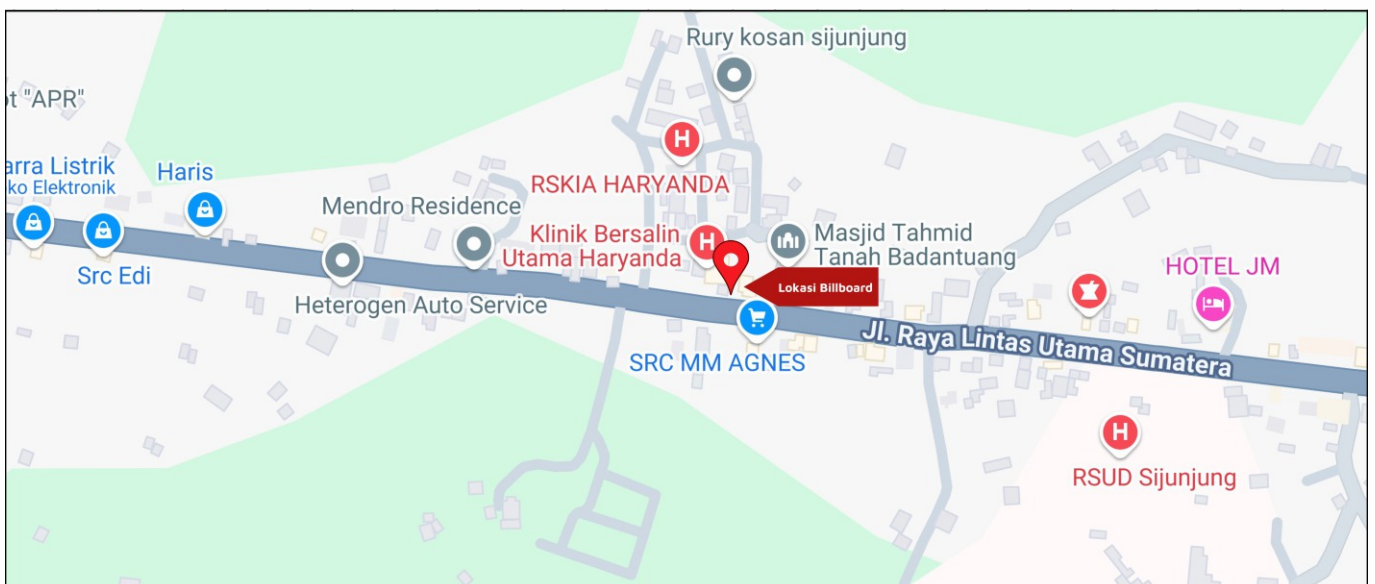 Rury kosan sijunjung
t "APR"
arra Listrik
ko Elektronik
Haris
RSKIA HARYANDA
Mendro Residence
Klinik Bersalin
Utama Haryanda
Masjid Tahmid
Tanah Badantuang
HOTEL JM
Src Edi
Lokasi Billboard
Heterogen Auto Service
Jl. Raya Lintas Utama Sumatera
SRC MM AGNES
H
H
H
RSUD Sijunjung